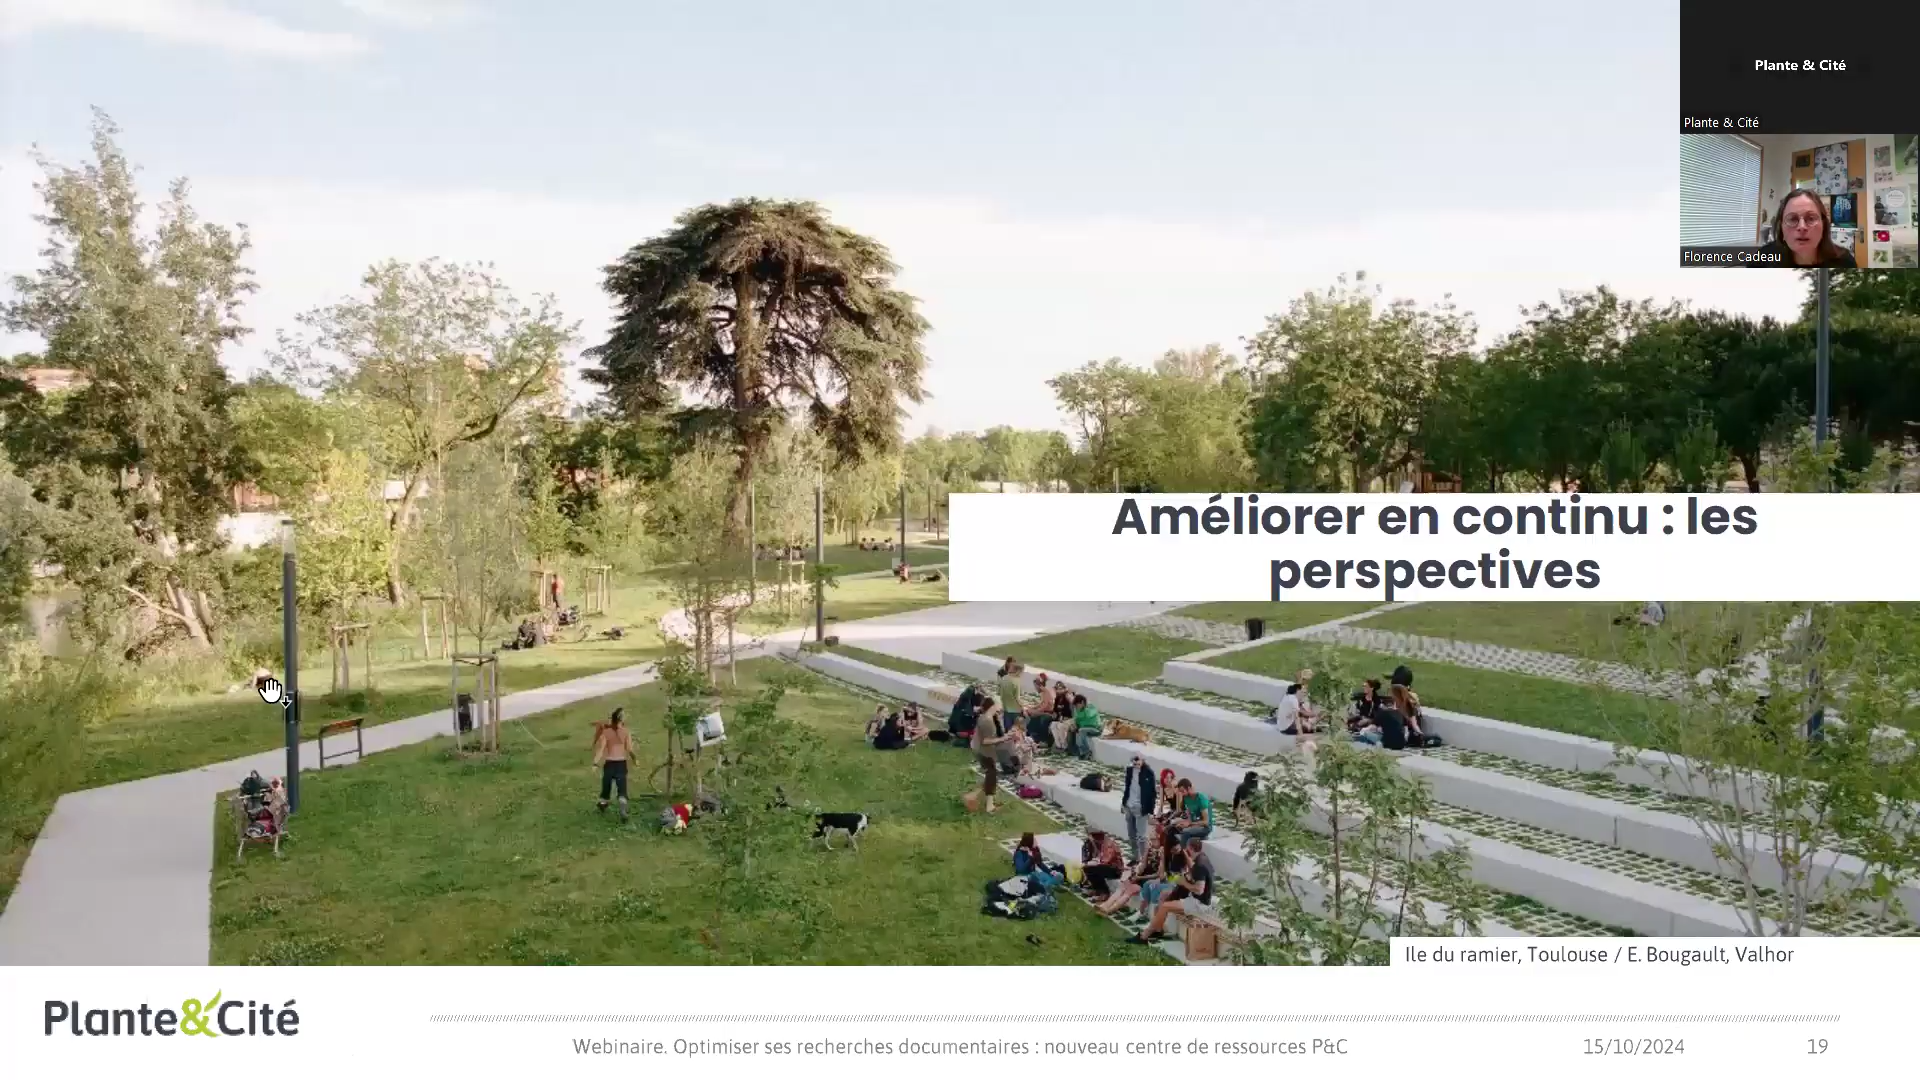 Plante & Cité
Plante & Cité
Florence Cadeau
Améliorer en continu : les
perspectives
Ile du ramier, Toulouse / E. Bougault, Valhor
Plante&Cité
Webinaire. Optimiser ses recherches documentaires : nouveau centre de ressources P&C
15/10/2024
19